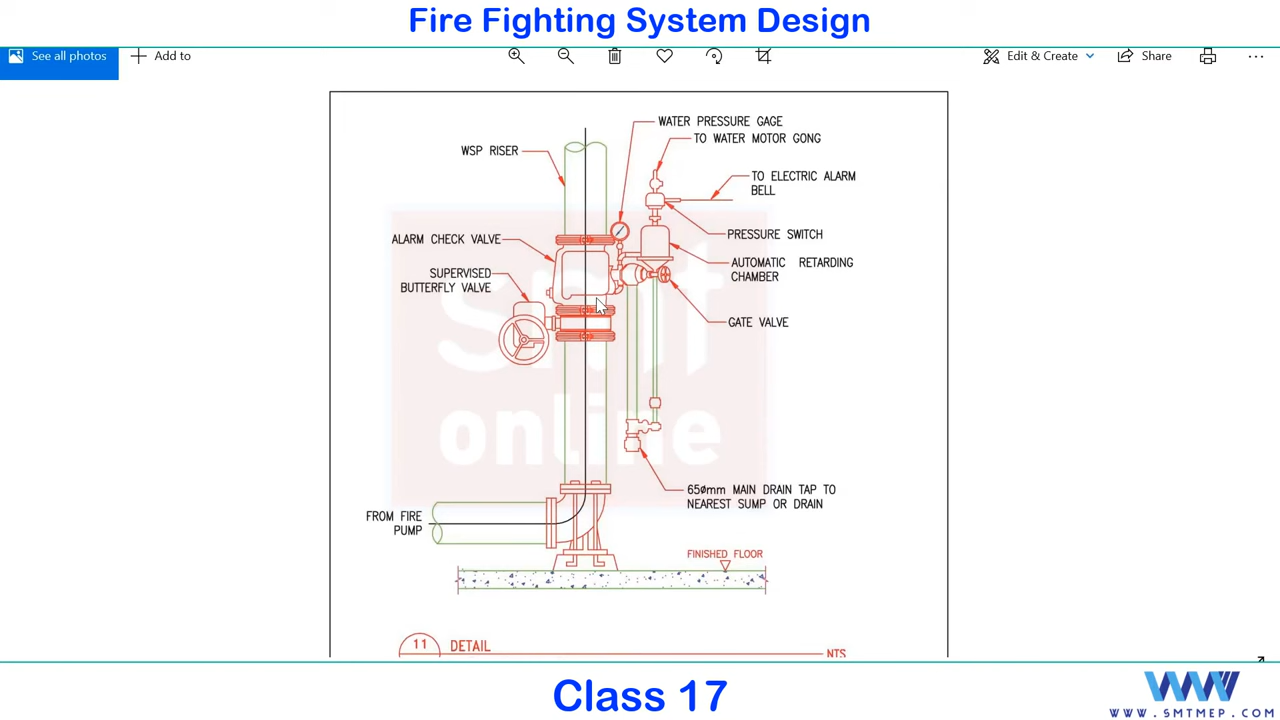 Fire Fighting System Design
See all photos
Add to
Edit & Create
Share
WATER PRESSURE GAGE
TO WATER MOTOR GONG
WSP RISER
TO ELECTRIC ALARM
BELL
ALARM CHECK VALVE
PRESSURE SWITCH
AUTOMATIC RETARDING
CHAMBER
SUPERVISED
BUTTERFLY VALVE
GATE VALVE
smt
online
65ømm MAIN DRAIN TAP TO
NEAREST SUMP OR DRAIN
FROM FIRE
PUMP
FINISHED FLOOR
11
DETAIL
NTS
Class 17
WWW.SMTMEP.COM